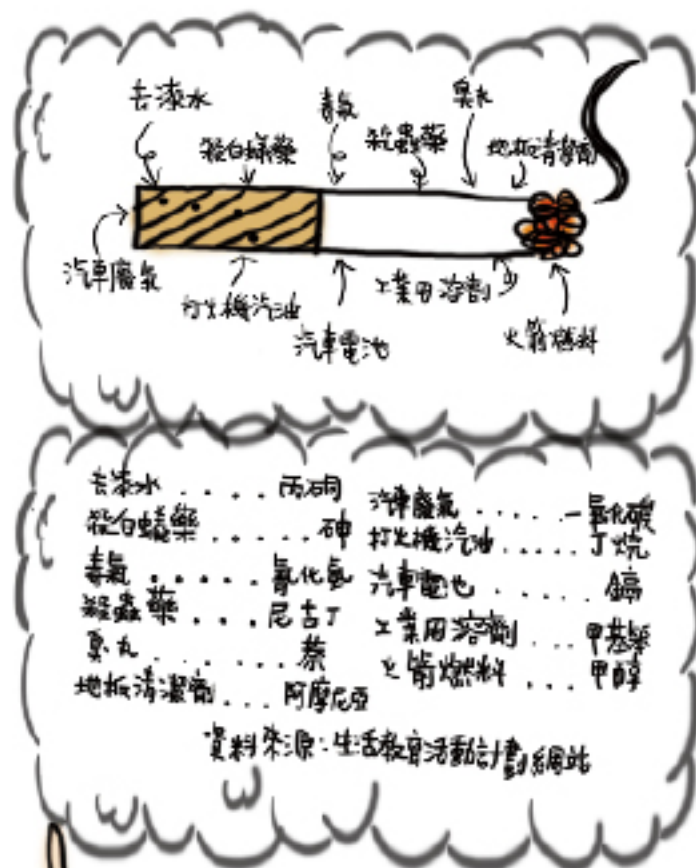 去漆水
毒氣
臭丸
殺白蟻藥
殺蟲藥
地板清潔劑
汽車廢氣
打火機汽油
汽車電池
工業用溶劑
火箭燃料
去漆水 .... 丙酮
殺白蟻藥 ..... 砷
毒氣 ..... 氰化氫
殺蟲藥 ... 尼古丁
臭丸 ...... 萘
地板清潔劑 ... 阿摩尼亞
汽車廢氣 ..... 一氧化碳
打火機汽油 ..... 丁烷
汽車電池 ...... 鎘
工業用溶劑 ... 甲基苯
火箭燃料 .... 甲醇
資料來源:生活教育活動計劃網站